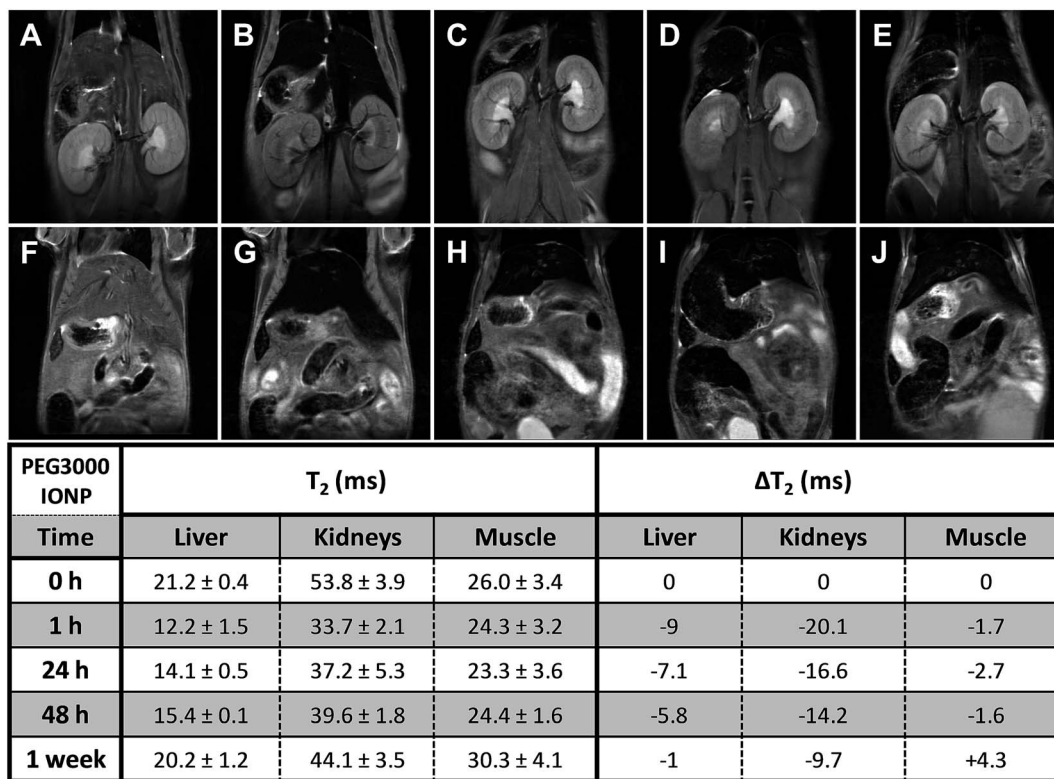 A B C D E
F G H I J
PEG3000 IONP T₂ (ms) ΔT₂ (ms)
Time Liver Kidneys Muscle Liver Kidneys Muscle
0 h 21.2 ± 0.4 53.8 ± 3.9 26.0 ± 3.4 0 0 0
1 h 12.2 ± 1.5 33.7 ± 2.1 24.3 ± 3.2 -9 -20.1 -1.7
24 h 14.1 ± 0.5 37.2 ± 5.3 23.3 ± 3.6 -7.1 -16.6 -2.7
48 h 15.4 ± 0.1 39.6 ± 1.8 24.4 ± 1.6 -5.8 -14.2 -1.6
1 week 20.2 ± 1.2 44.1 ± 3.5 30.3 ± 4.1 -1 -9.7 +4.3